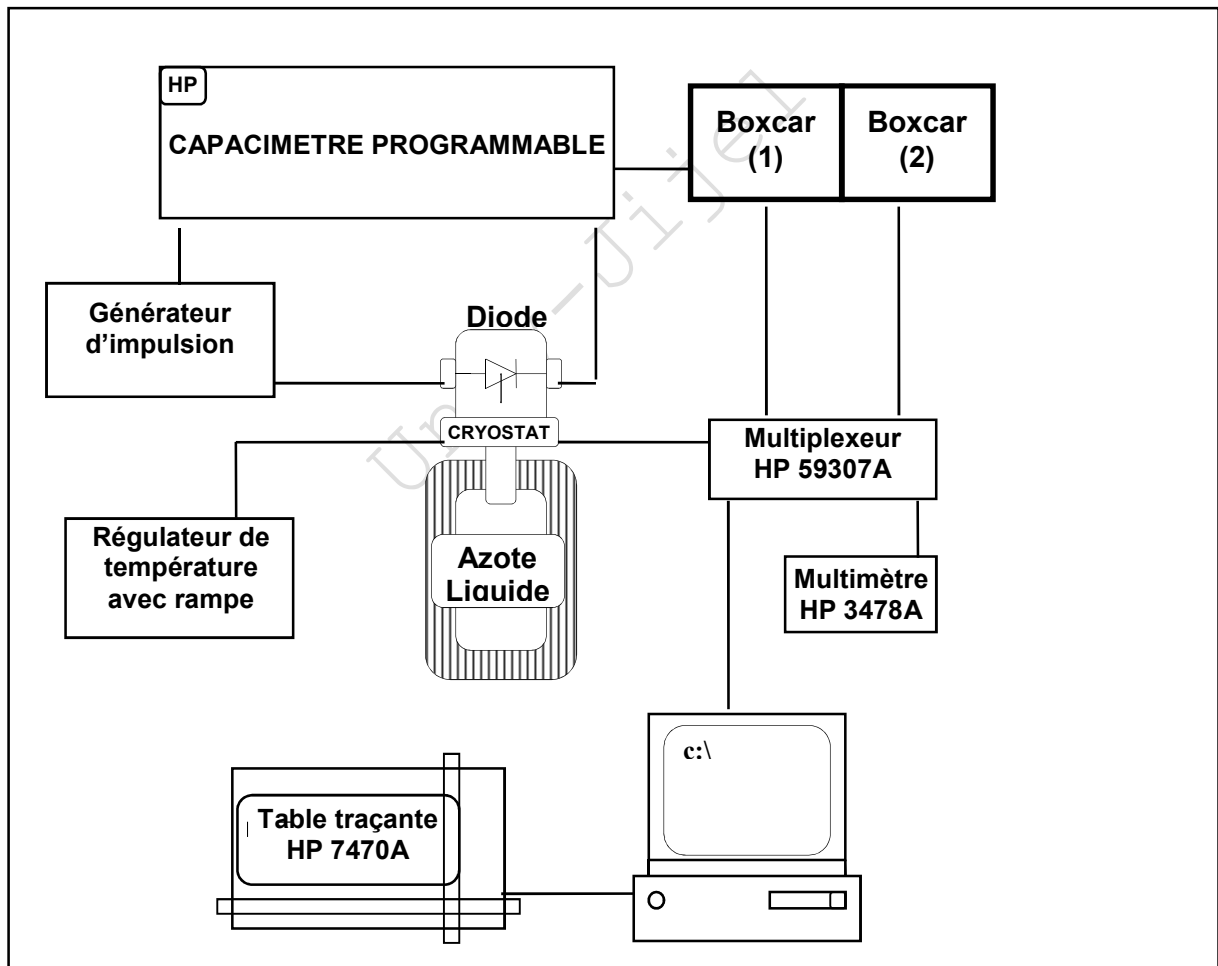 HP
CAPACIMETRE PROGRAMMABLE
Boxcar
(1)
Boxcar
(2)
Générateur
d’impulsion
Diode
CRYOSTAT
Multiplexeur
HP 59307A
Régulateur de
température
avec rampe
Azote
Liquide
Multimètre
HP 3478A
c:\
Table traçante
HP 7470A